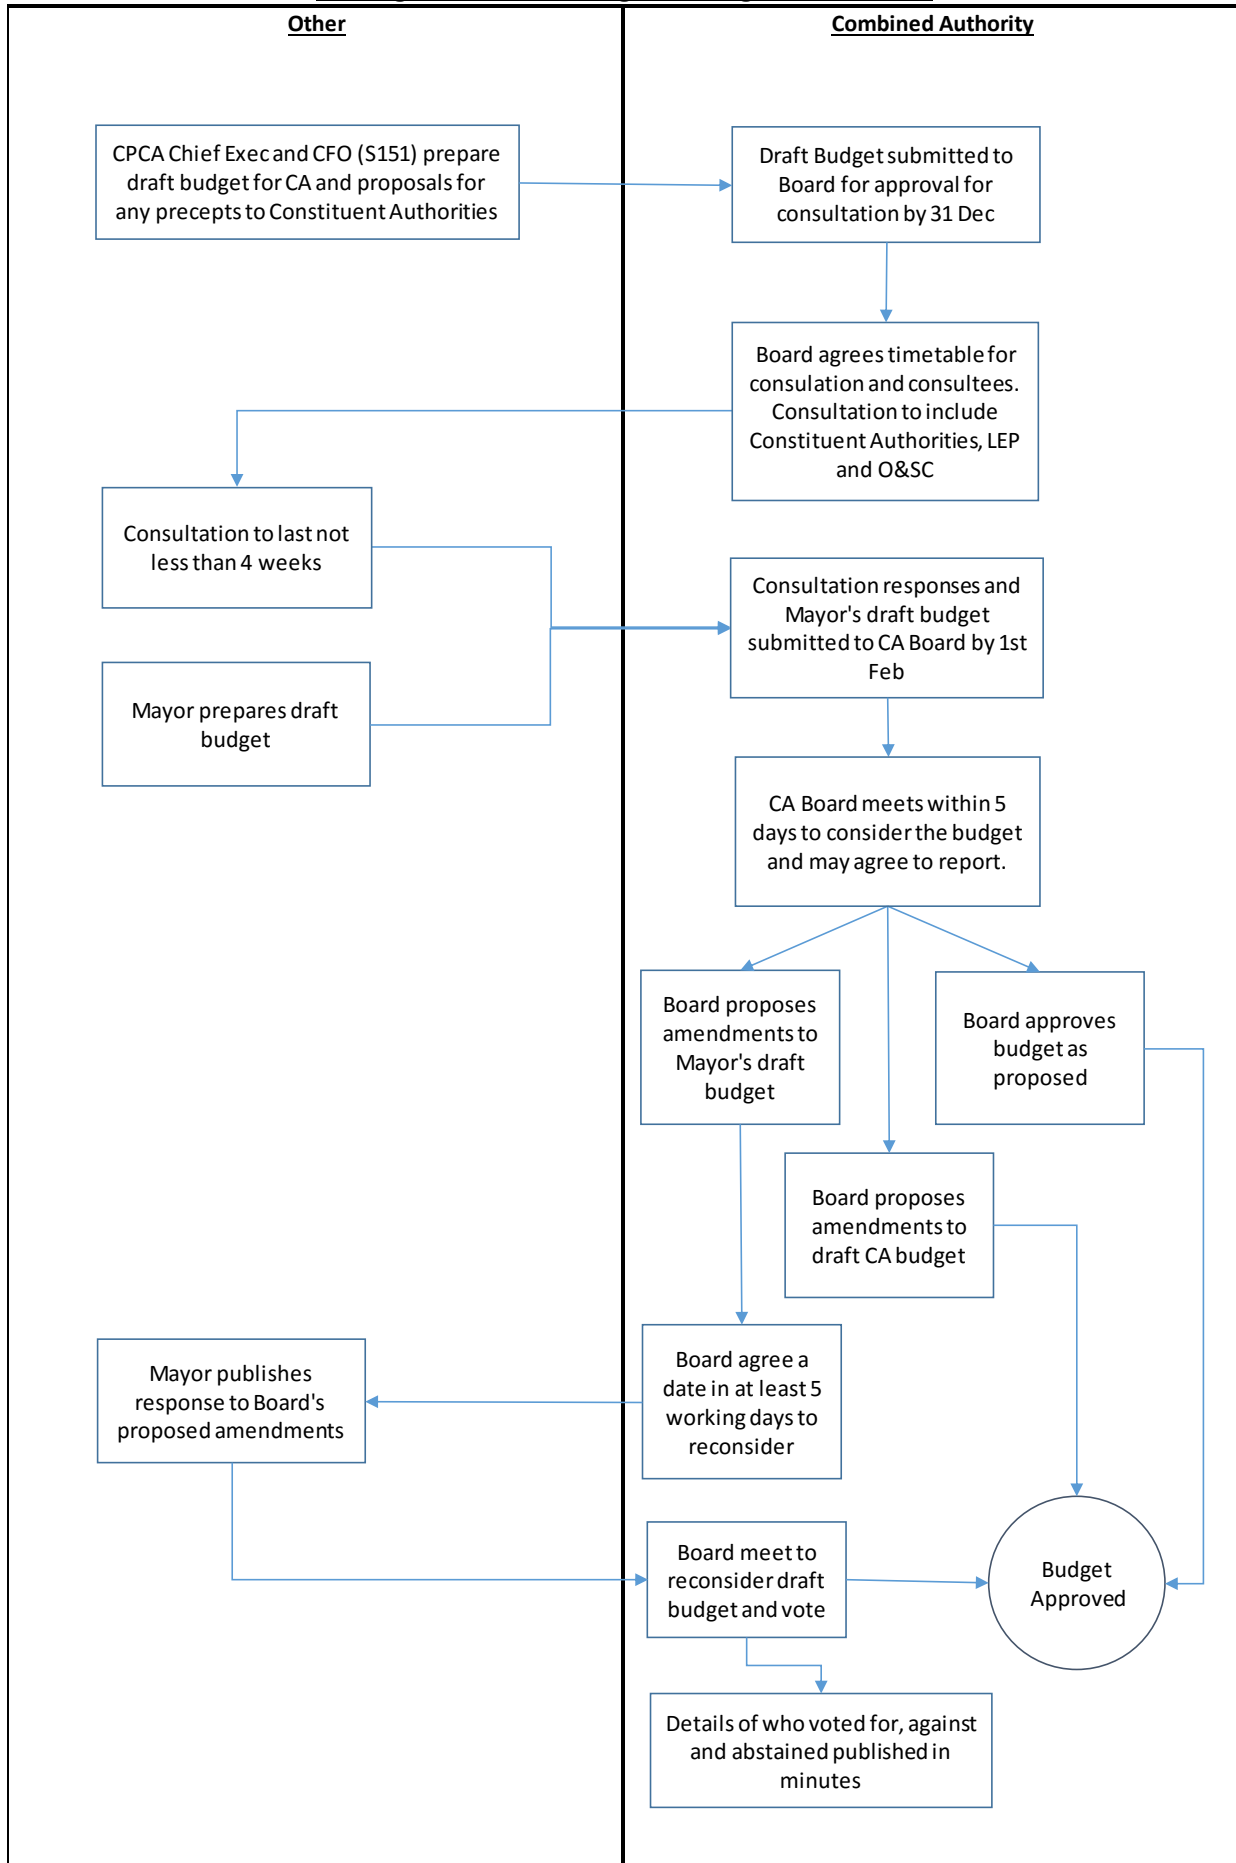 Other
Combined Authority
CPCA Chief Exec and CFO (S151) prepare
draft budget for CA and proposals for
any precepts to Constituent Authorities
Draft Budget submitted to
Board for approval for
consultation by 31 Dec
Board agrees timetable for
consulation and consultees.
Consultation to include
Constituent Authorities, LEP
and O&SC
Consultation to last not
less than 4 weeks
Consultation responses and
Mayor's draft budget
submitted to CA Board by 1st
Feb
Mayor prepares draft
budget
CA Board meets within 5
days to consider the budget
and may agree to report.
Board proposes
amendments to
Mayor's draft
budget
Board approves
budget as
proposed
Board proposes
amendments to
draft CA budget
Mayor publishes
response to Board's
proposed amendments
Board agree a
date in at least 5
working days to
reconsider
Board meet to
reconsider draft
budget and vote
Budget
Approved
Details of who voted for, against
and abstained published in
minutes